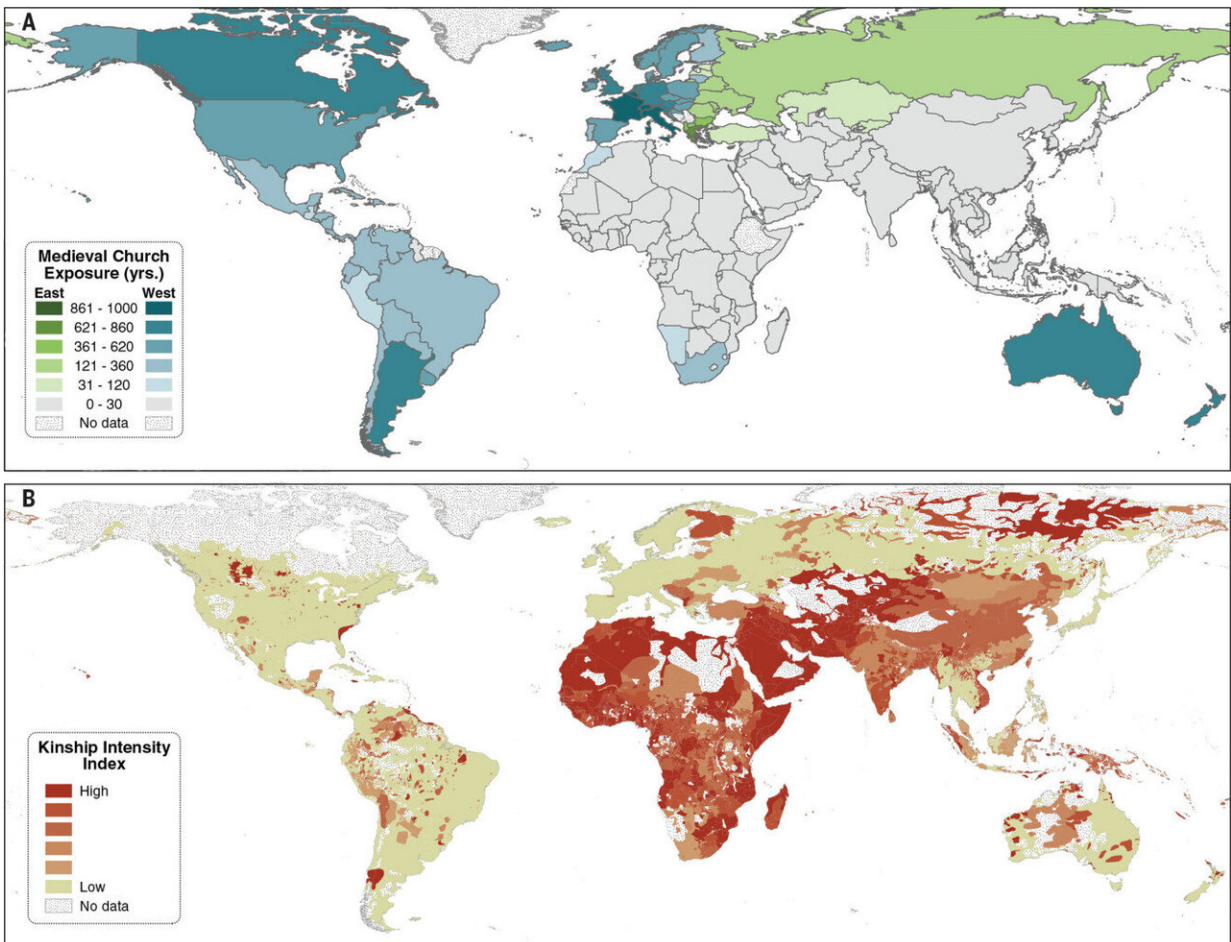 A
Medieval Church
Exposure (yrs.)
East West
861 - 1000
621 - 860
361 - 620
121 - 360
31 - 120
0 - 30
No data
B
Kinship Intensity
Index
High
Low
No data